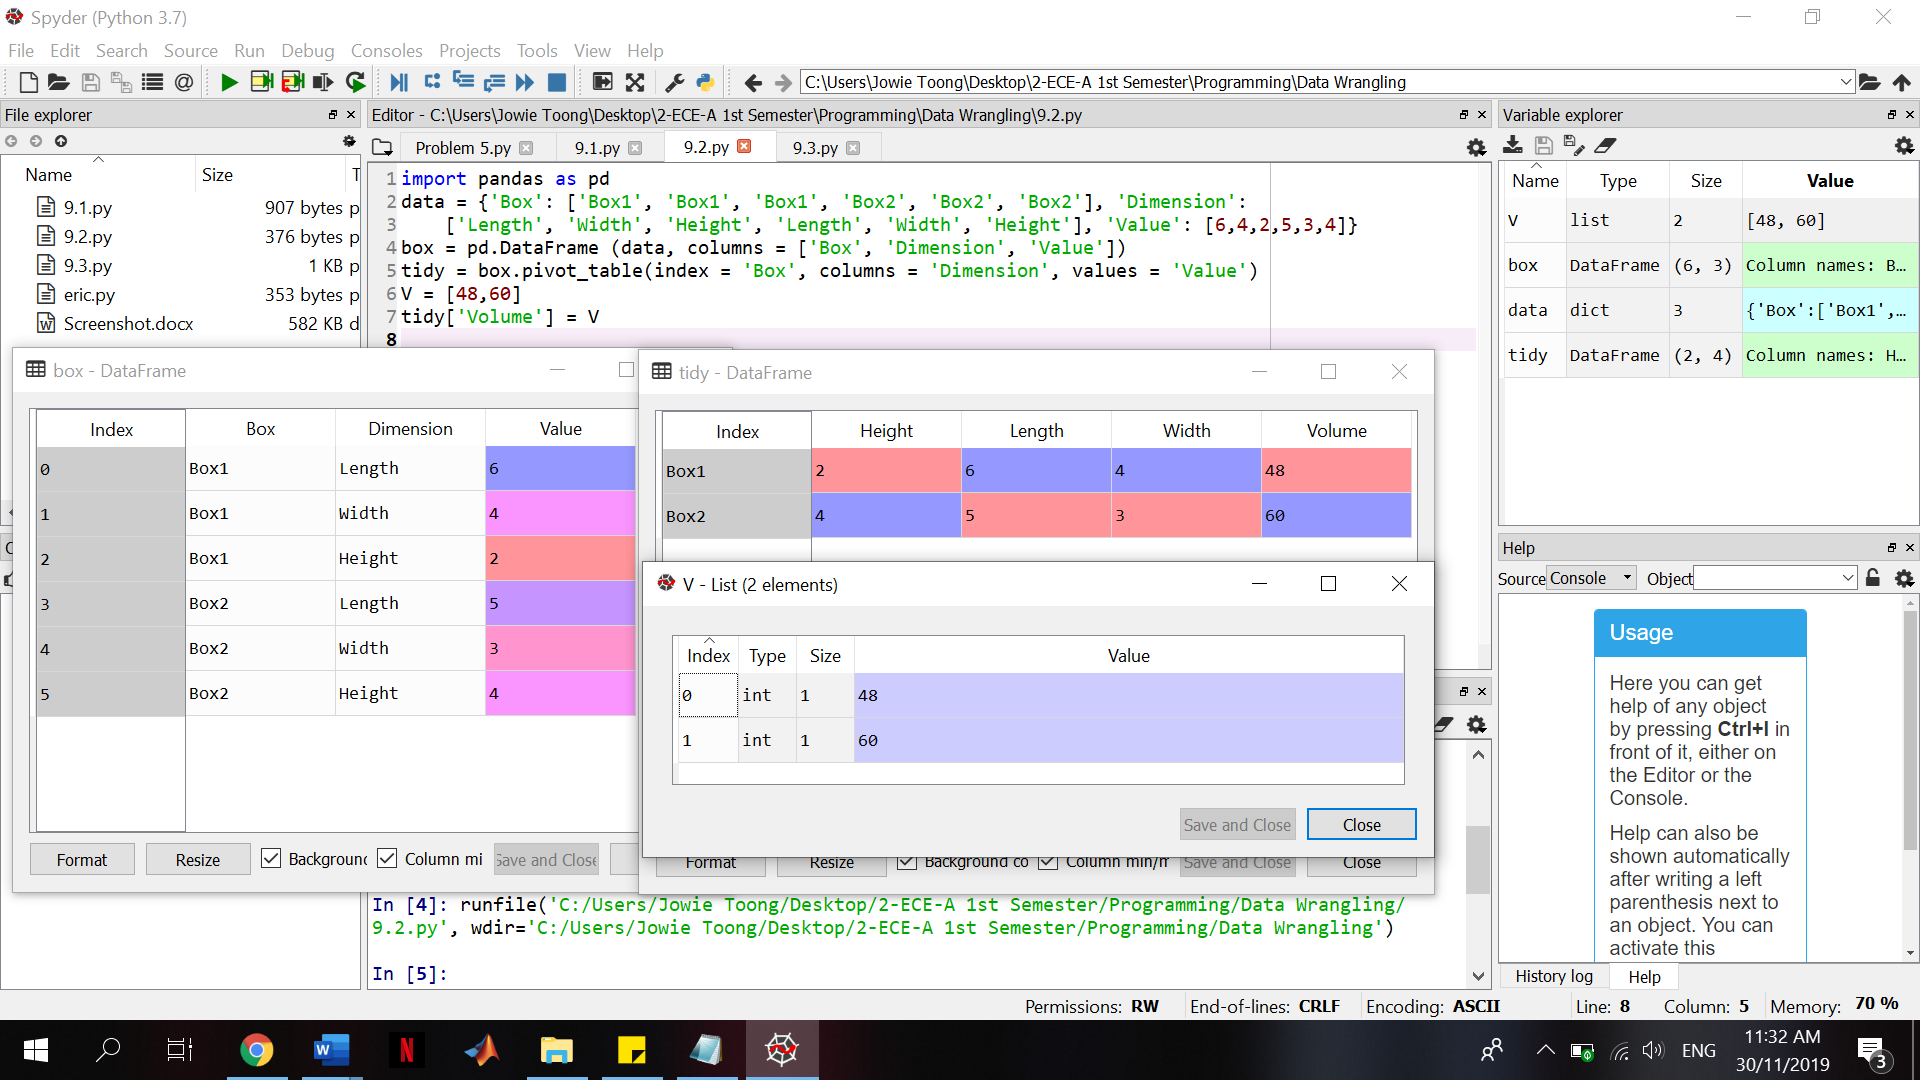 Spyder (Python 3.7)
File Edit Search Source Run Debug Consoles Projects Tools View Help
C:\Users\Jowie Toong\Desktop\2-ECE-A 1st Semester\Programming\Data Wrangling
File explorer
Name Size T
9.1.py 907 bytes p
9.2.py 376 bytes p
9.3.py 1 KB p
eric.py 353 bytes p
Screenshot.docx 582 KB d
Editor - C:\Users\Jowie Toong\Desktop\2-ECE-A 1st Semester\Programming\Data Wrangling\9.2.py
Problem 5.py 9.1.py 9.2.py 9.3.py
1 import pandas as pd
2 data = {'Box': ['Box1', 'Box1', 'Box1', 'Box2', 'Box2', 'Box2'], 'Dimension':
3 ['Length', 'Width', 'Height', 'Length', 'Width', 'Height'], 'Value': [6,4,2,5,3,4]}
4 box = pd.DataFrame (data, columns = ['Box', 'Dimension', 'Value'])
5 tidy = box.pivot_table(index = 'Box', columns = 'Dimension', values = 'Value')
6 V = [48,60]
7 tidy['Volume'] = V
8
Variable explorer
Name Type Size Value
V list 2 [48, 60]
box DataFrame (6, 3) Column names: B…
data dict 3 {'Box':['Box1',…
tidy DataFrame (2, 4) Column names: H…
box - DataFrame
Index Box Dimension Value
0 Box1 Length 6
1 Box1 Width 4
2 Box1 Height 2
3 Box2 Length 5
4 Box2 Width 3
5 Box2 Height 4
Format Resize Background Column mi Save and Close
tidy - DataFrame
Index Height Length Width Volume
Box1 2 6 4 48
Box2 4 5 3 60
V - List (2 elements)
Index Type Size Value
0 int 1 48
1 int 1 60
Save and Close Close
Format Resize Background co Column min/m Save and Close Close
In [4]: runfile('C:/Users/Jowie Toong/Desktop/2-ECE-A 1st Semester/Programming/Data Wrangling/
9.2.py', wdir='C:/Users/Jowie Toong/Desktop/2-ECE-A 1st Semester/Programming/Data Wrangling')
In [5]:
Help
Source Console Object
Usage
Here you can get
help of any object
by pressing Ctrl+I in
front of it, either on
the Editor or the
Console.
Help can also be
shown automatically
after writing a left
parenthesis next to
an object. You can
activate this
History log Help
Permissions: RW End-of-lines: CRLF Encoding: ASCII Line: 8 Column: 5 Memory: 70 %
ENG
11:32 AM
30/11/2019
3